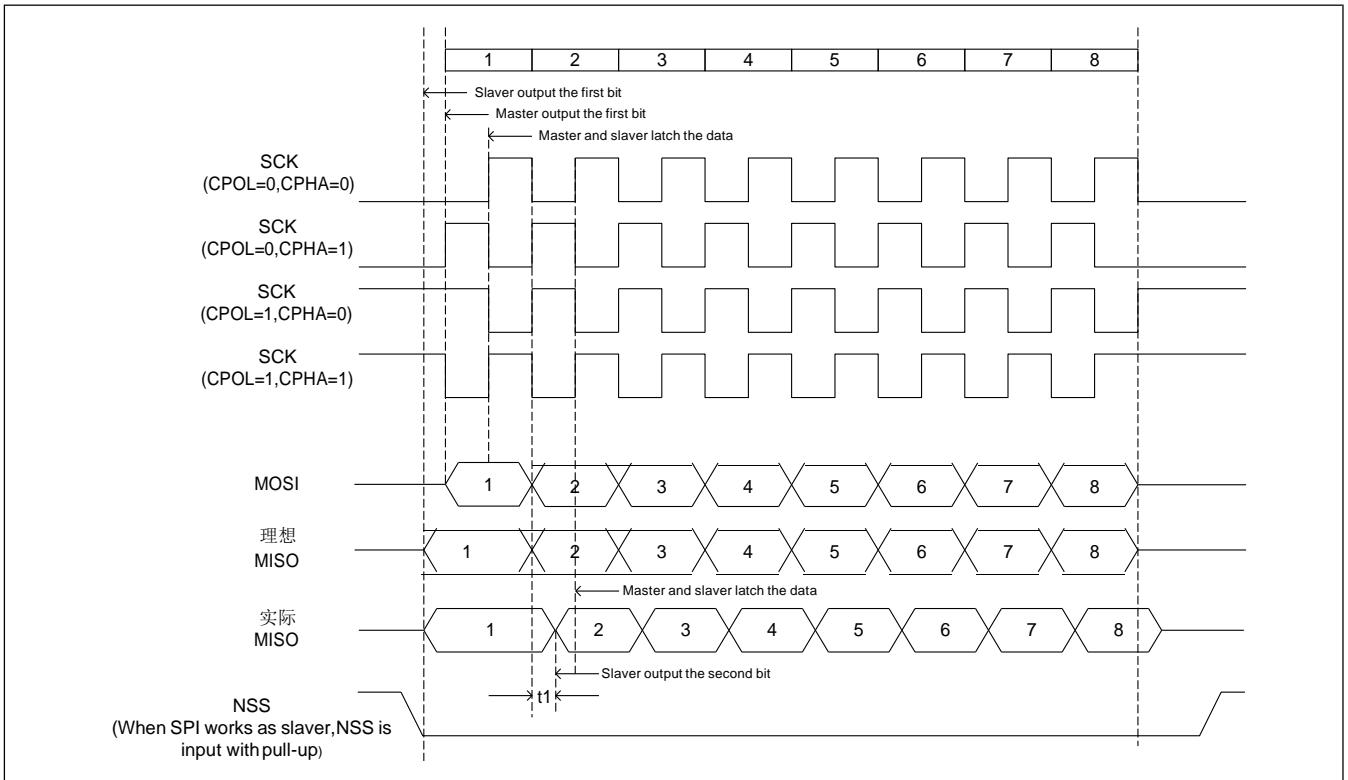 1 2 3 4 5 6 7 8
Slaver output the first bit
Master output the first bit
Master and slaver latch the data
SCK
(CPOL=0,CPHA=0)
SCK
(CPOL=0,CPHA=1)
SCK
(CPOL=1,CPHA=0)
SCK
(CPOL=1,CPHA=1)
MOSI
1 2 3 4 5 6 7 8
理想
MISO
1 2 3 4 5 6 7 8
Master and slaver latch the data
实际
MISO
1 2 3 4 5 6 7 8
Slaver output the second bit
t1
NSS
(When SPI works as slaver,NSS is
input with pull-up)